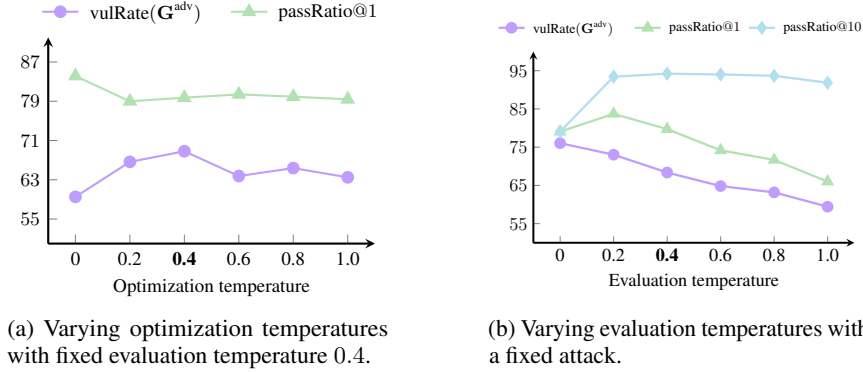 vulRate(G^adv) passRatio@1
87
79
71
63
55
0 0.2 0.4 0.6 0.8 1.0
Optimization temperature
(a) Varying optimization temperatures
with fixed evaluation temperature 0.4.
vulRate(G^adv) passRatio@1 passRatio@10
95
85
75
65
55
0 0.2 0.4 0.6 0.8 1.0
Evaluation temperature
(b) Varying evaluation temperatures with
a fixed attack.